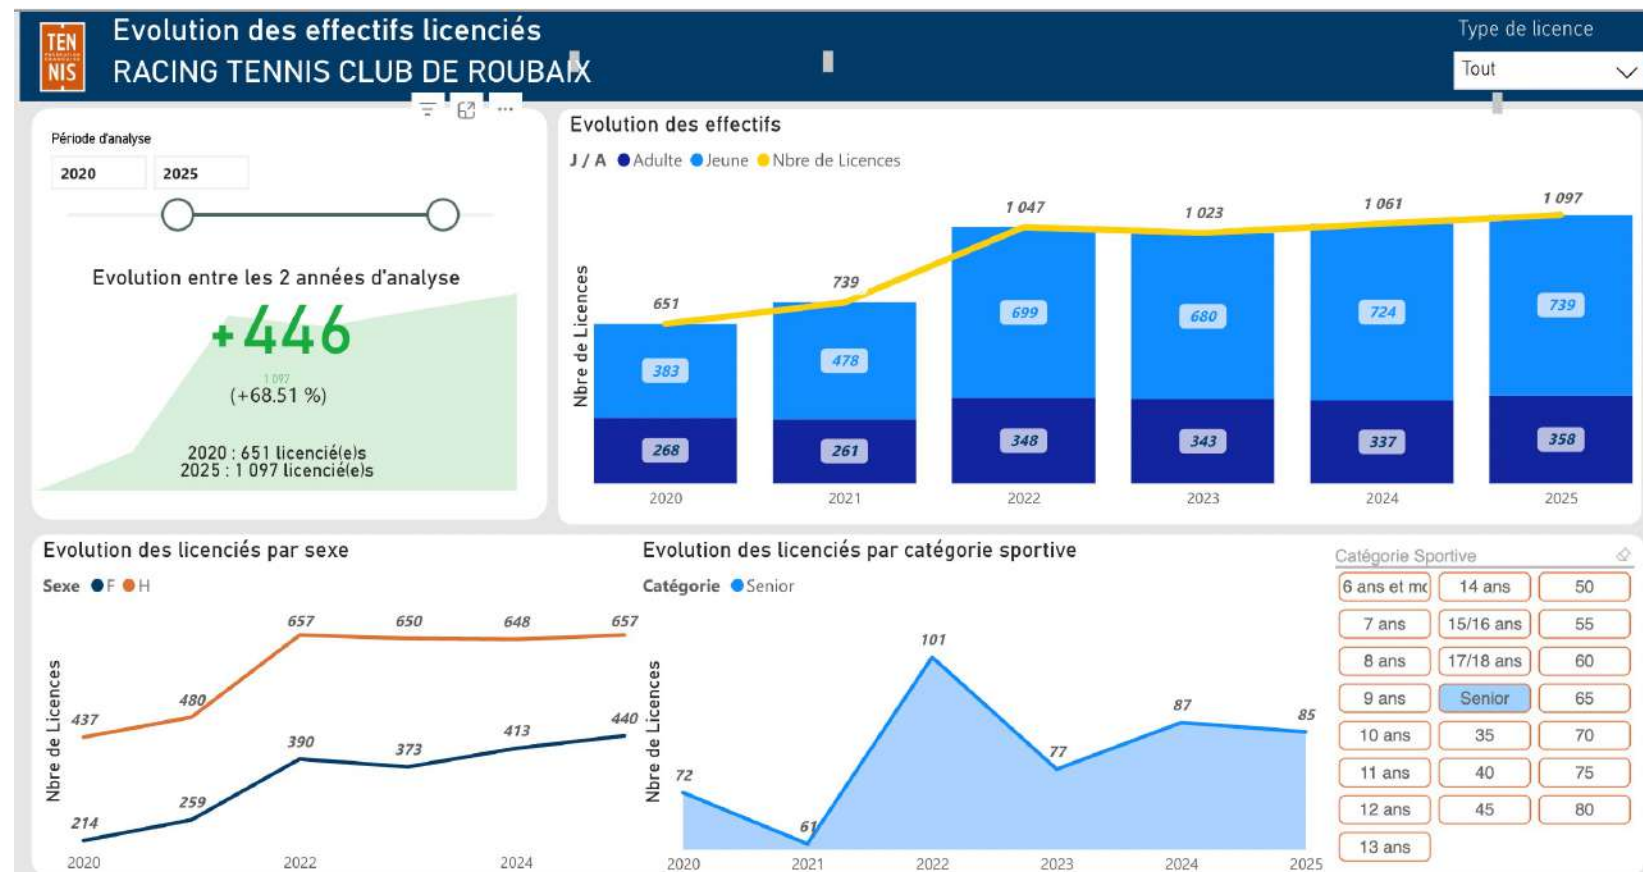 TEN
NIS
Evolution des effectifs licenciés
RACING TENNIS CLUB DE ROUBAIX
Type de licence
Tout
Période d'analyse
2020 2025
Evolution entre les 2 années d'analyse
+446
1 097
(+68.51 %)
2020 : 651 licencié(e)s
2025 : 1 097 licencié(e)s
Evolution des effectifs
J / A Adulte Jeune Nbre de Licences
Nbre de Licences
651 739 1 047 1 023 1 061 1 097
383 478 699 680 724 739
268 261 348 343 337 358
2020 2021 2022 2023 2024 2025
Evolution des licenciés par sexe
Sexe F H
Nbre de Licences
437 480 657 650 648 657
214 259 390 373 413 440
2020 2022 2024
Evolution des licenciés par catégorie sportive
Catégorie Senior
Nbre de Licences
72 61 101 77 87 85
2020 2021 2022 2023 2024 2025
Catégorie Sportive
6 ans et mo 14 ans 50
7 ans 15/16 ans 55
8 ans 17/18 ans 60
9 ans Senior 65
10 ans 35 70
11 ans 40 75
12 ans 45 80
13 ans